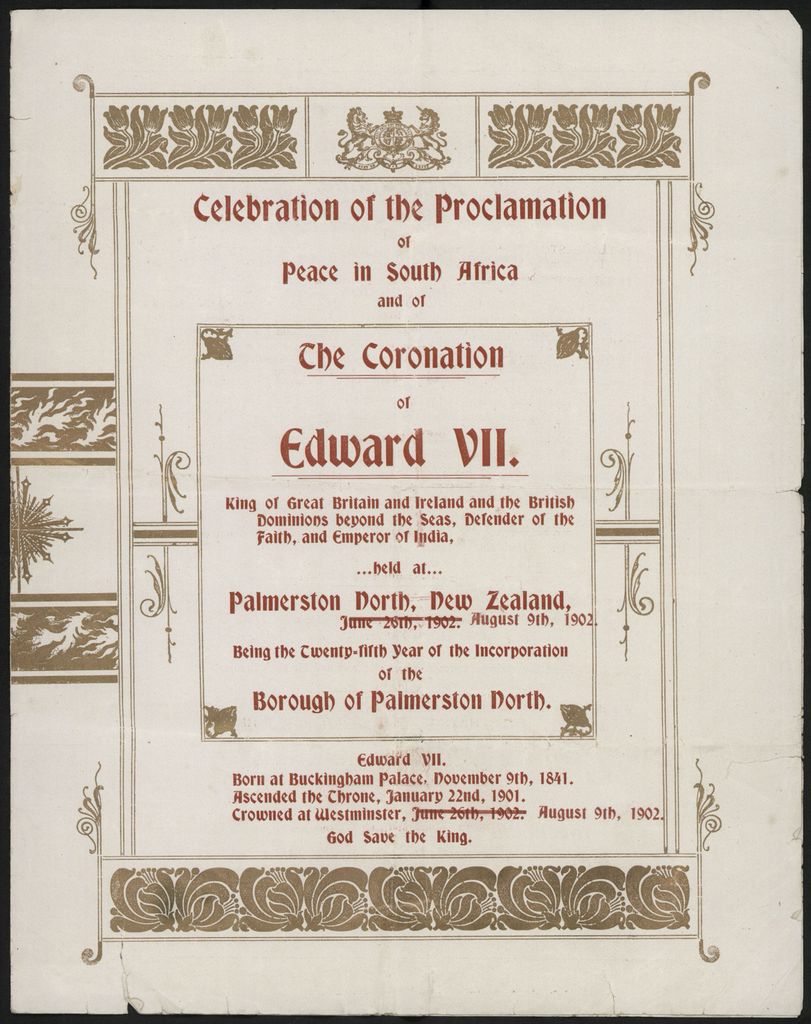 Celebration of the Proclamation
of
Peace in South Africa
and of
The Coronation
of
Edward VII.
King of Great Britain and Ireland and the British
Dominions beyond the Seas, Defender of the
Faith, and Emperor of India,
...held at...
Palmerston North, New Zealand,
June 26th, 1902. August 9th, 1902.
Being the Twenty-fifth Year of the Incorporation
of the
Borough of Palmerston North.
Edward VII.
Born at Buckingham Palace, November 9th, 1841.
Ascended the Throne, January 22nd, 1901.
Crowned at Westminster, June 26th, 1902. August 9th, 1902.
God Save the King.